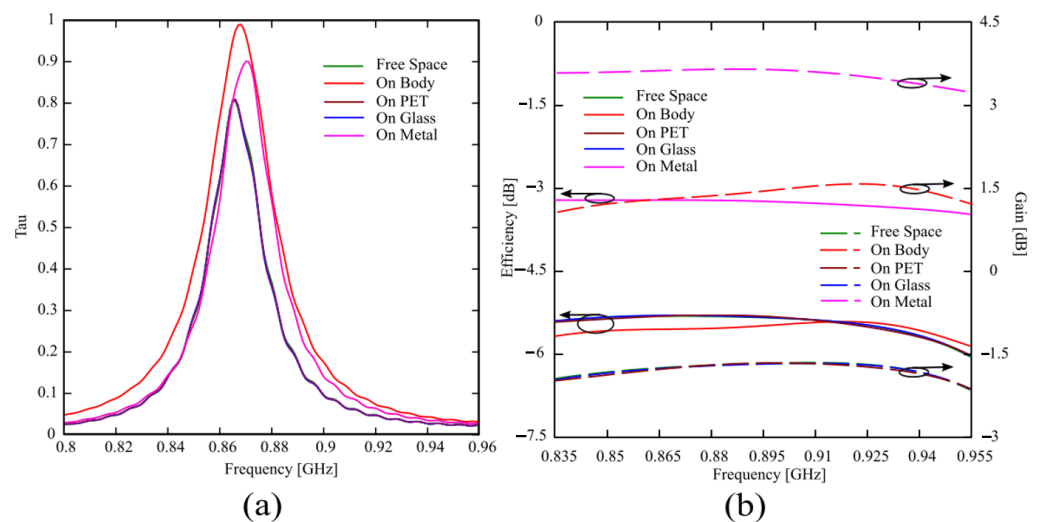 1
0.9
0.8
0.7
0.6
0.5
0.4
0.3
0.2
0.1
0
Tau
0.8 0.82 0.84 0.86 0.88 0.9 0.92 0.94 0.96
Frequency [GHz]
Free Space
On Body
On PET
On Glass
On Metal
(a)
0
−1.5
−3
−4.5
−6
−7.5
Efficiency [dB]
0.835 0.85 0.865 0.88 0.895 0.91 0.925 0.94 0.955
Frequency [GHz]
4.5
3
1.5
0
−1.5
−3
Gain [dB]
Free Space
On Body
On PET
On Glass
On Metal
Free Space
On Body
On PET
On Glass
On Metal
(b)